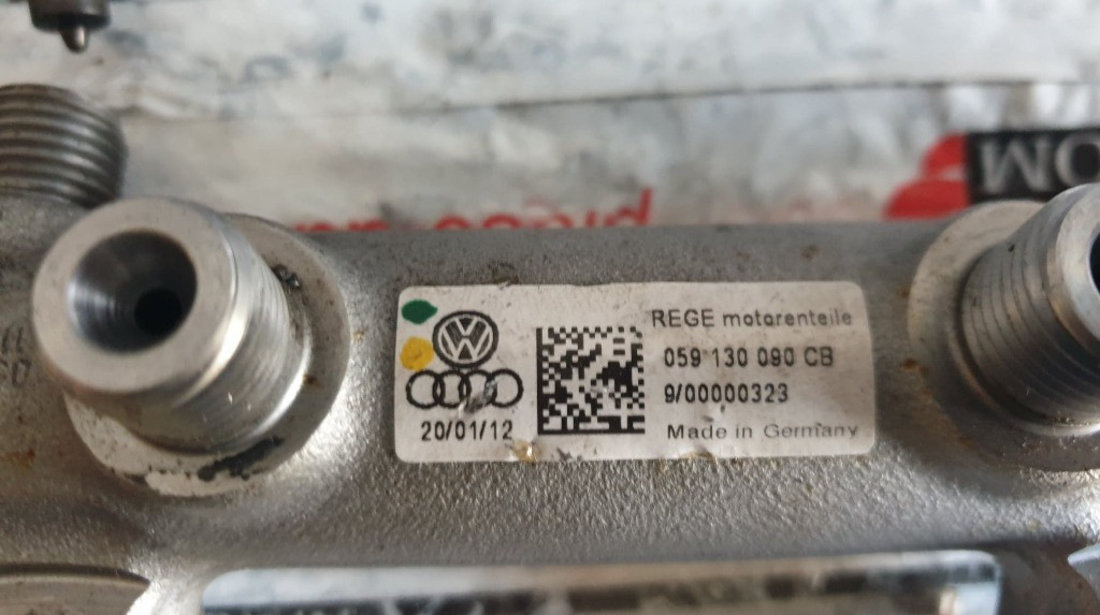 REGE motorenteile
059 130 090 CB
9/00000323
20/01/12
Made in Germany